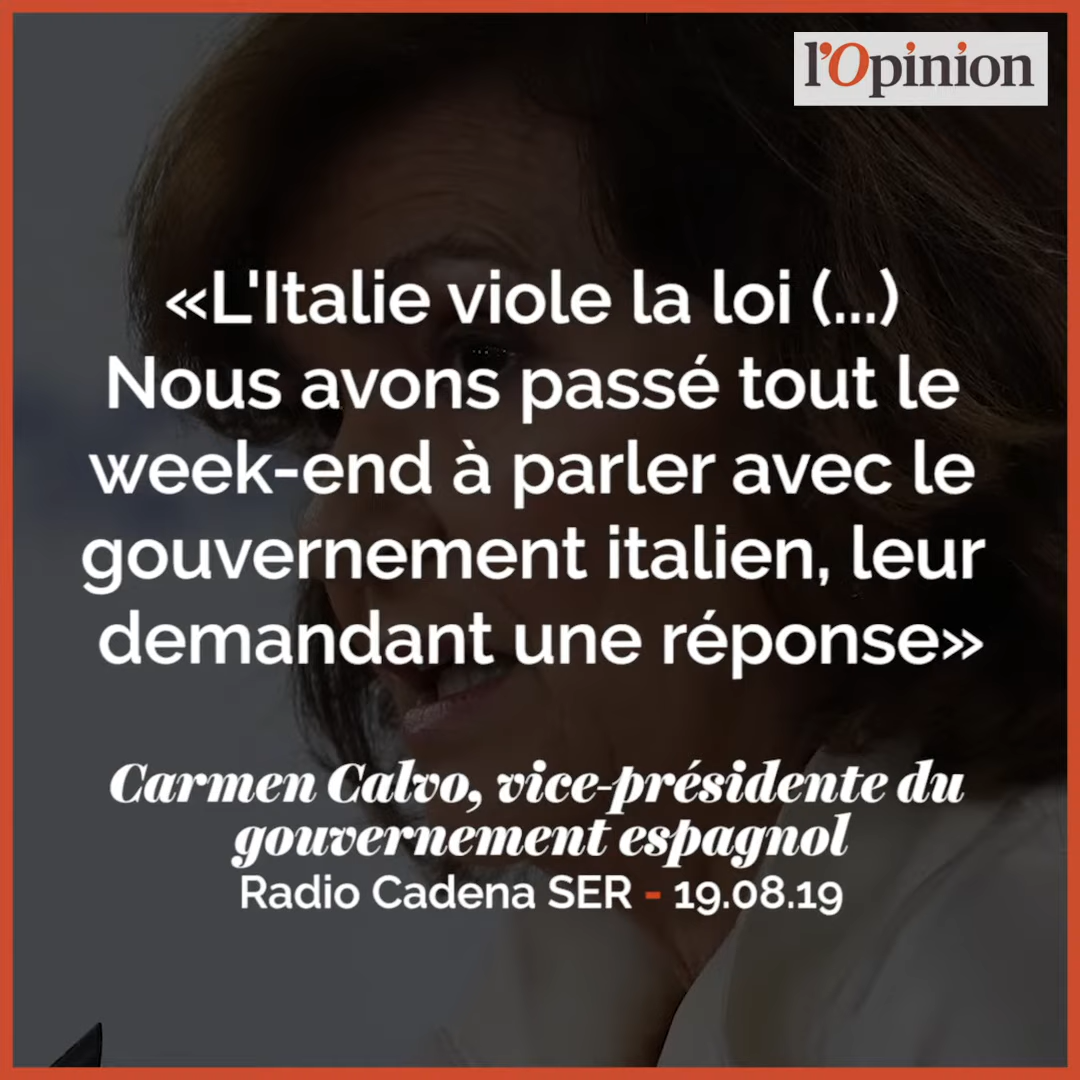 l'Opinion
«L'Italie viole la loi (...)
Nous avons passé tout le
week-end à parler avec le
gouvernement italien, leur
demandant une réponse»
Carmen Calvo, vice-présidente du
gouvernement espagnol
Radio Cadena SER - 19.08.19